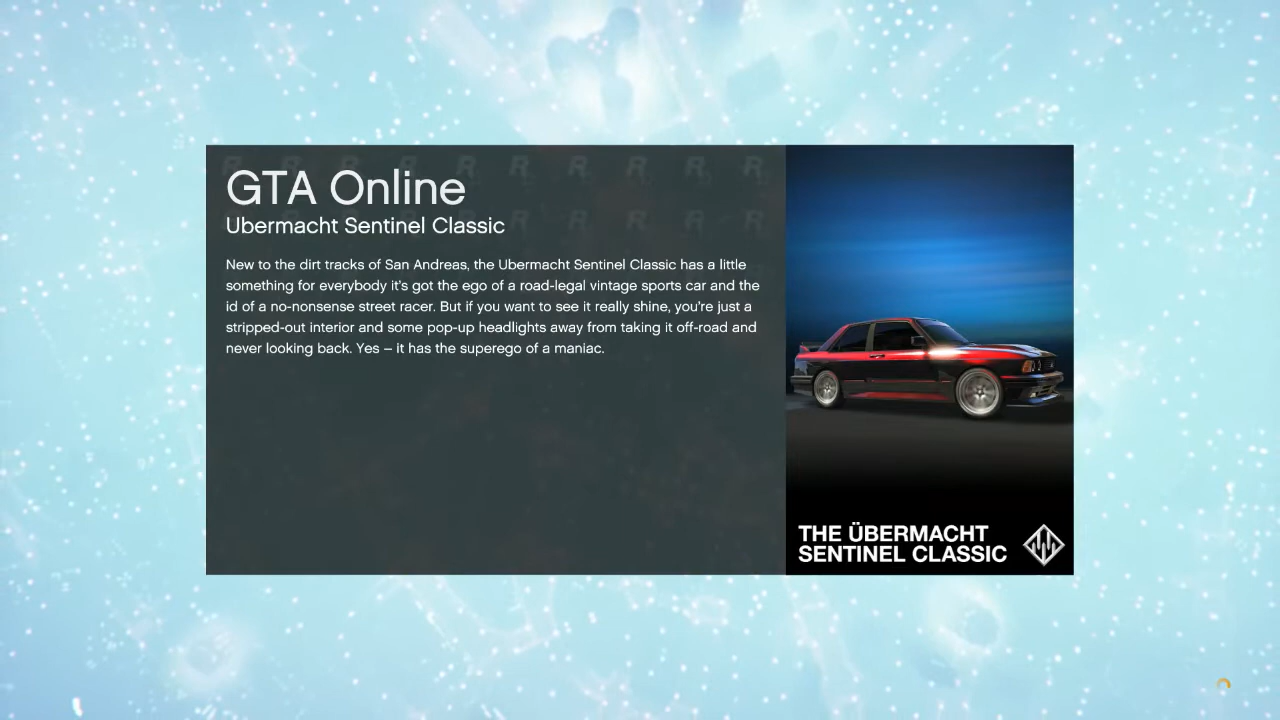 GTA Online
Ubermacht Sentinel Classic
New to the dirt tracks of San Andreas, the Ubermacht Sentinel Classic has a little
something for everybody it's got the ego of a road-legal vintage sports car and the
id of a no-nonsense street racer. But if you want to see it really shine, you're just a
stripped-out interior and some pop-up headlights away from taking it off-road and
never looking back. Yes – it has the superego of a maniac.
THE ÜBERMACHT
SENTINEL CLASSIC